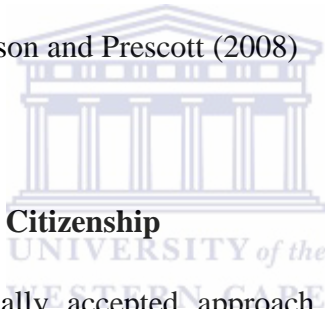 son and Prescott (2008)
Citizenship
UNIVERSITY of the
WESTERN CAPE
ally accepted approach